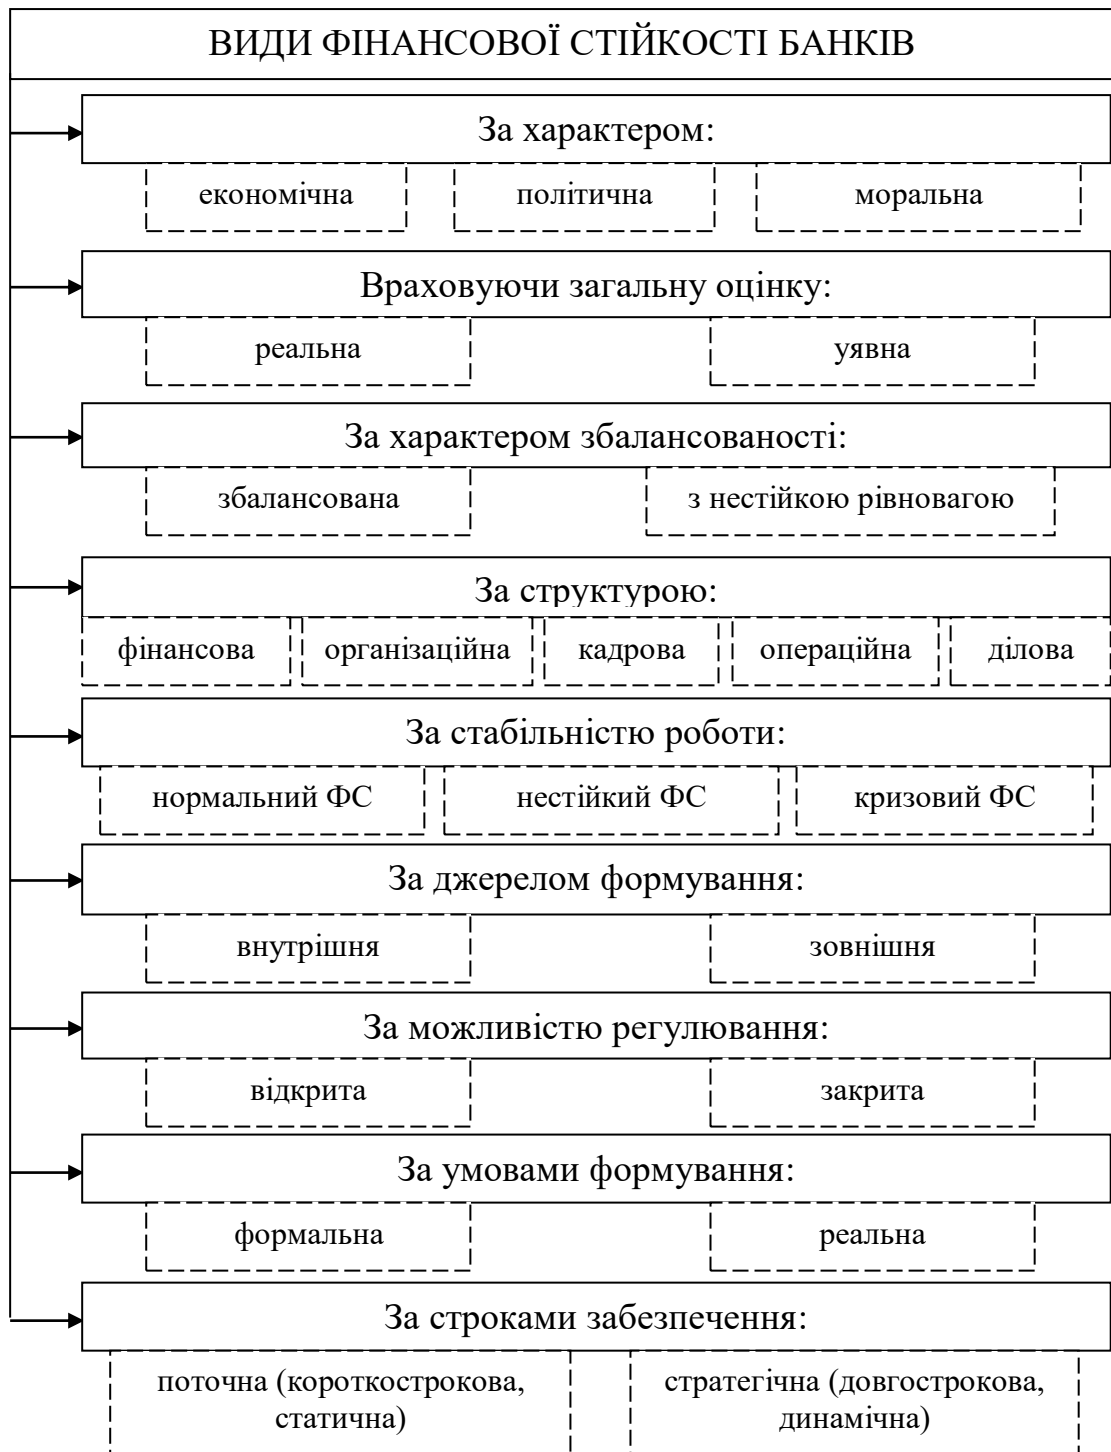 ВИДИ ФІНАНСОВОЇ СТІЙКОСТІ БАНКІВ
За характером:
економічна
політична
моральна
Враховуючи загальну оцінку:
реальна
уявна
За характером збалансованості:
збалансована
з нестійкою рівновагою
За структурою:
фінансова
організаційна
кадрова
операційна
ділова
За стабільністю роботи:
нормальний ФС
нестійкий ФС
кризовий ФС
За джерелом формування:
внутрішня
зовнішня
За можливістю регулювання:
відкрита
закрита
За умовами формування:
формальна
реальна
За строками забезпечення:
поточна (короткострокова,
статична)
стратегічна (довгострокова,
динамічна)